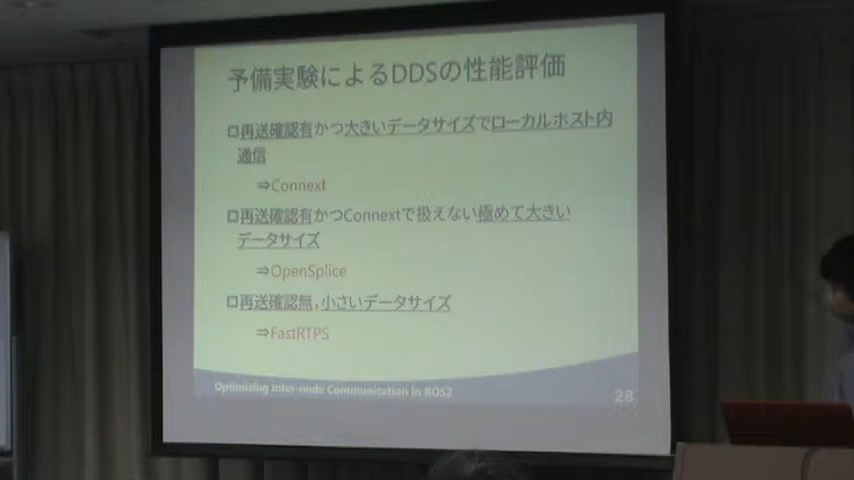 予備実験によるDDSの性能評価
再送確認有かつ大きいデータサイズでローカルホスト内
通信
⇒Connext
再送確認有かつConnextで扱えない極めて大きい
データサイズ
⇒OpenSplice
再送確認無,小さいデータサイズ
⇒FastRTPS
Optimizing Inter-node Communication in ROS2
28